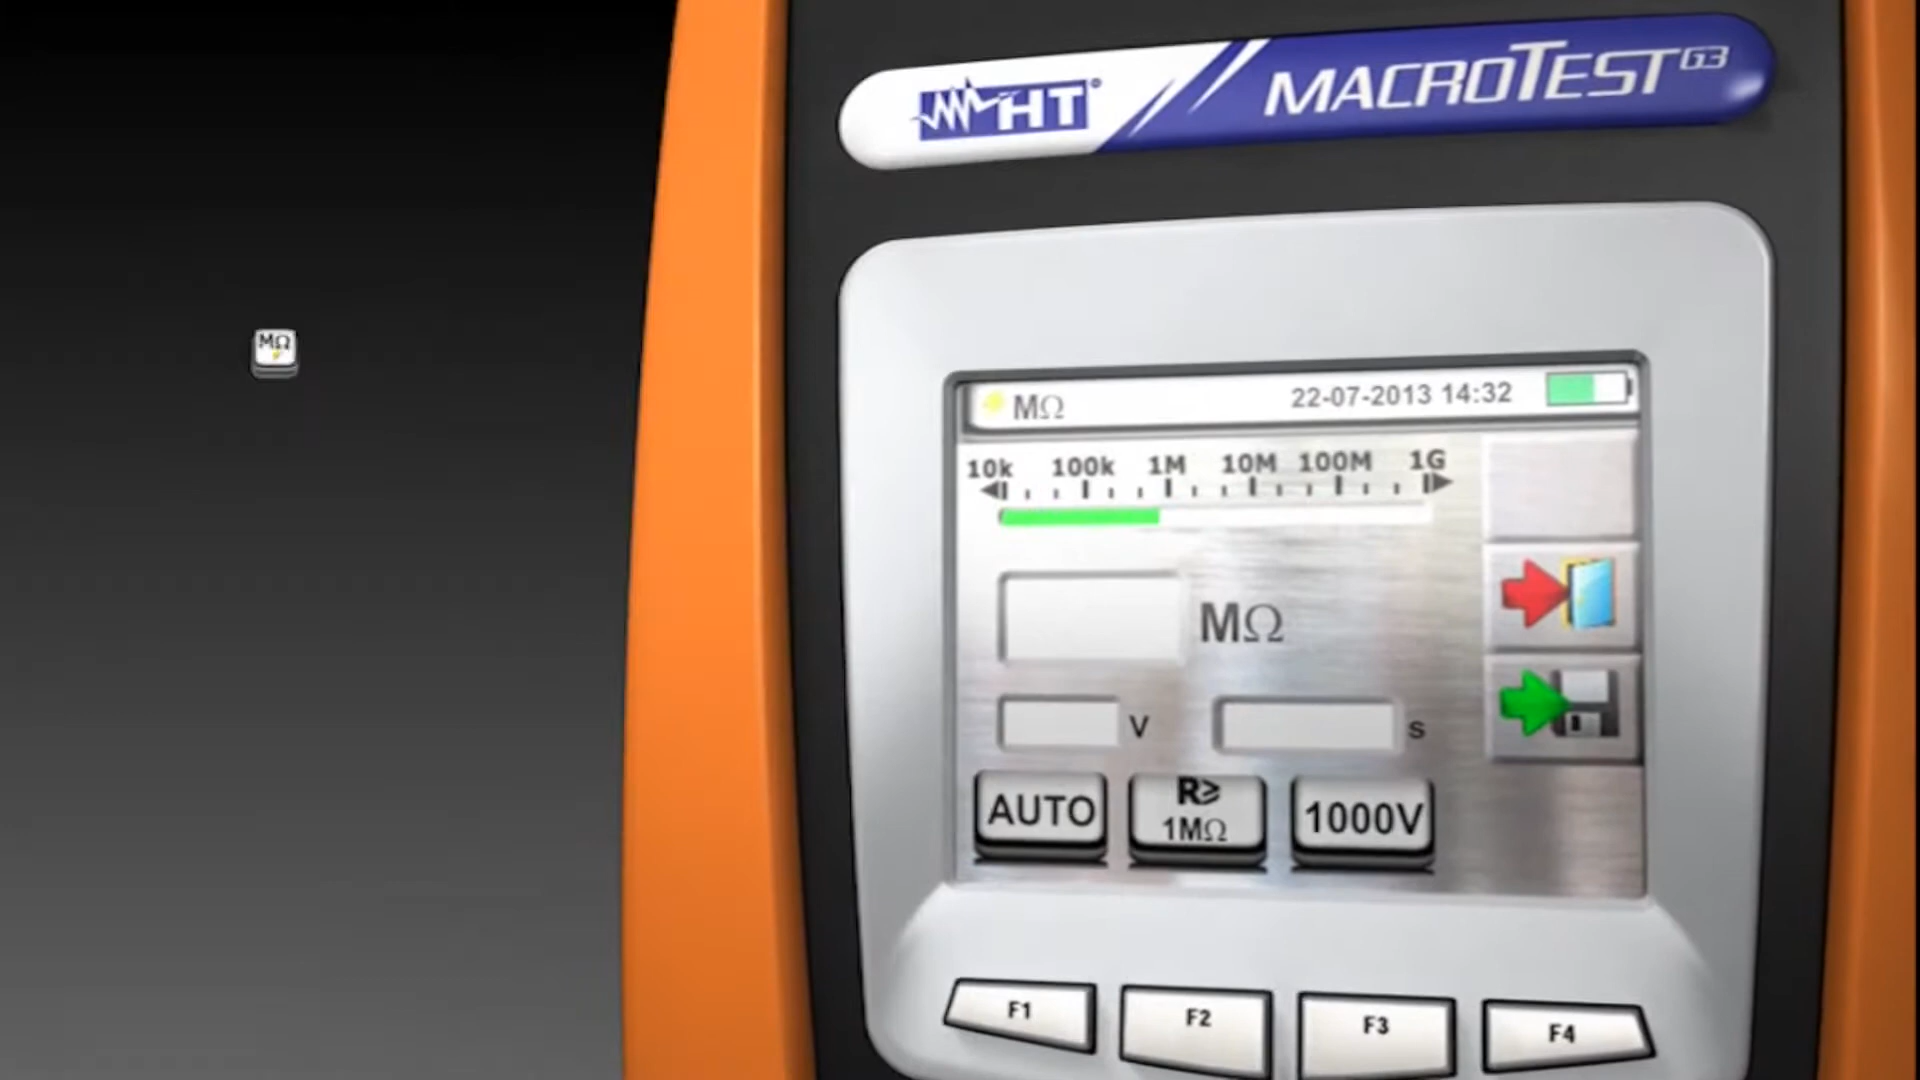 HT MACROTEST G3
MΩ
MΩ 22-07-2013 14:32
10k 100k 1M 10M 100M 1G
MΩ
V s
AUTO R≥ 1MΩ 1000V
F1 F2 F3 F4